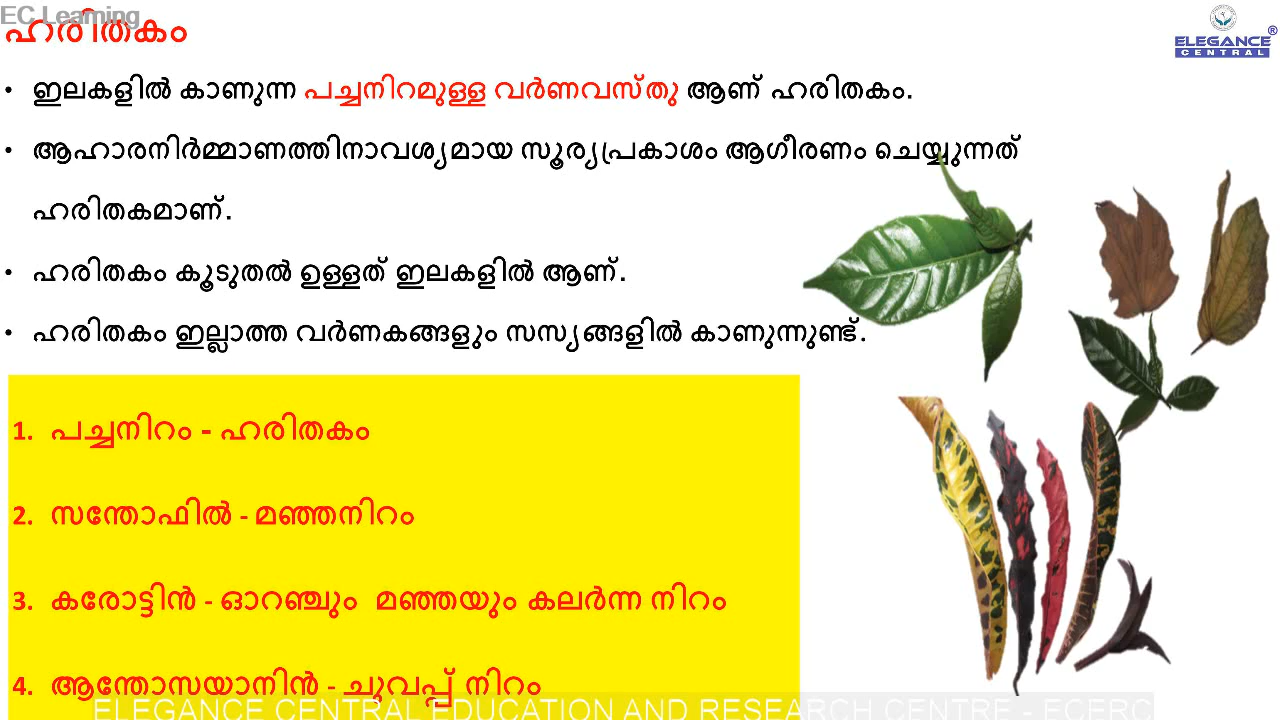 EC Learning
ഹരിതകം
ELEGANCE
CENTRAL
• ഇലകളിൽ കാണുന്ന പച്ചനിറമുള്ള വർണവസ്തു ആണ് ഹരിതകം.
• ആഹാരനിർമ്മാണത്തിനാവശ്യമായ സൂര്യപ്രകാശം ആഗീരണം ചെയ്യുന്നത്
ഹരിതകമാണ്.
• ഹരിതകം കൂടുതൽ ഉള്ളത് ഇലകളിൽ ആണ്.
• ഹരിതകം ഇല്ലാത്ത വർണകങ്ങളും സസ്യങ്ങളിൽ കാണുന്നുണ്ട്.
1. പച്ചനിറം - ഹരിതകം
2. സന്തോഫിൽ - മഞ്ഞനിറം
3. കരോട്ടിൻ - ഓറഞ്ചും മഞ്ഞയും കലർന്ന നിറം
4. ആന്തോസയാനിൻ - ചുവപ്പ് നിറം
ELEGANCE CENTRAL EDUCATION AND RESEARCH CENTRE - ECERC